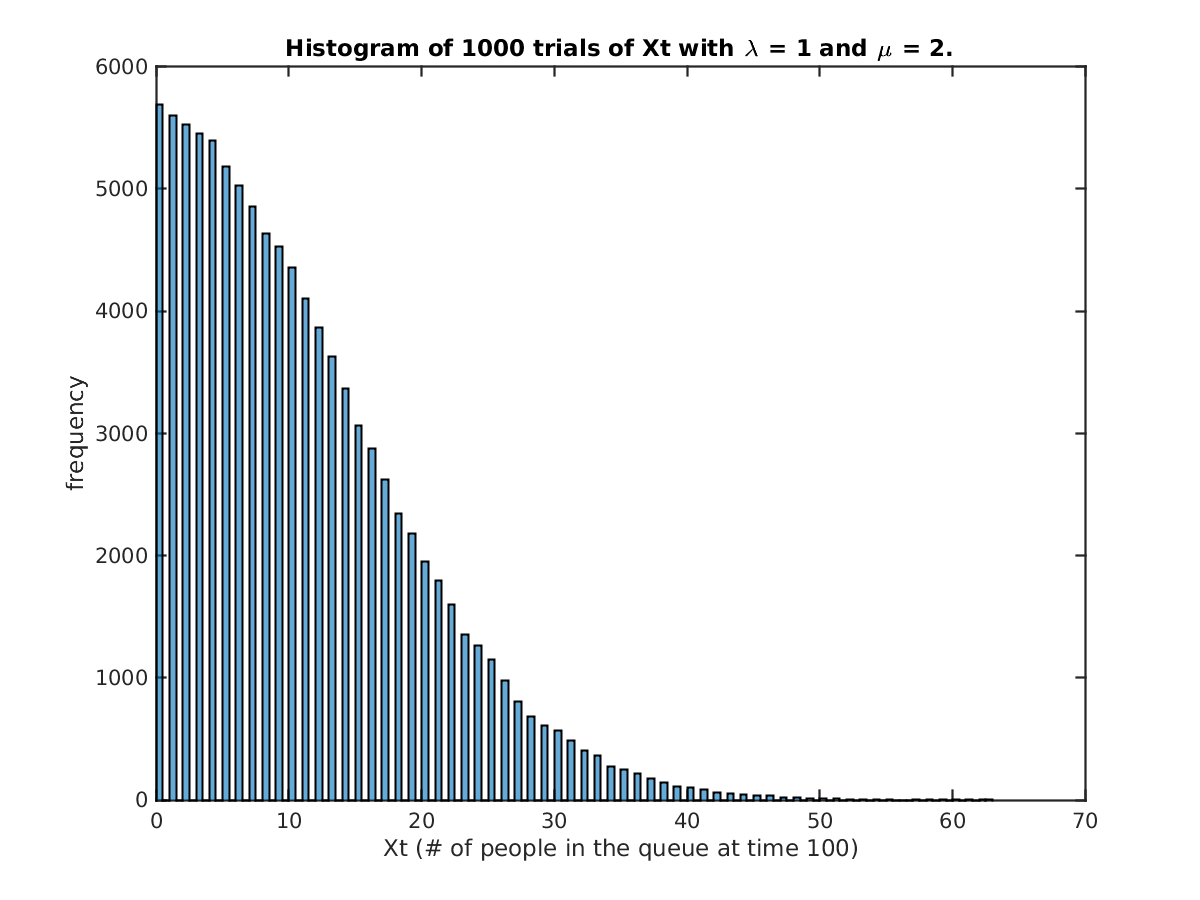 Histogram of 1000 trials of Xt with λ = 1 and μ = 2.
6000
5000
4000
3000
2000
1000
0
frequency
0 10 20 30 40 50 60 70
Xt (# of people in the queue at time 100)